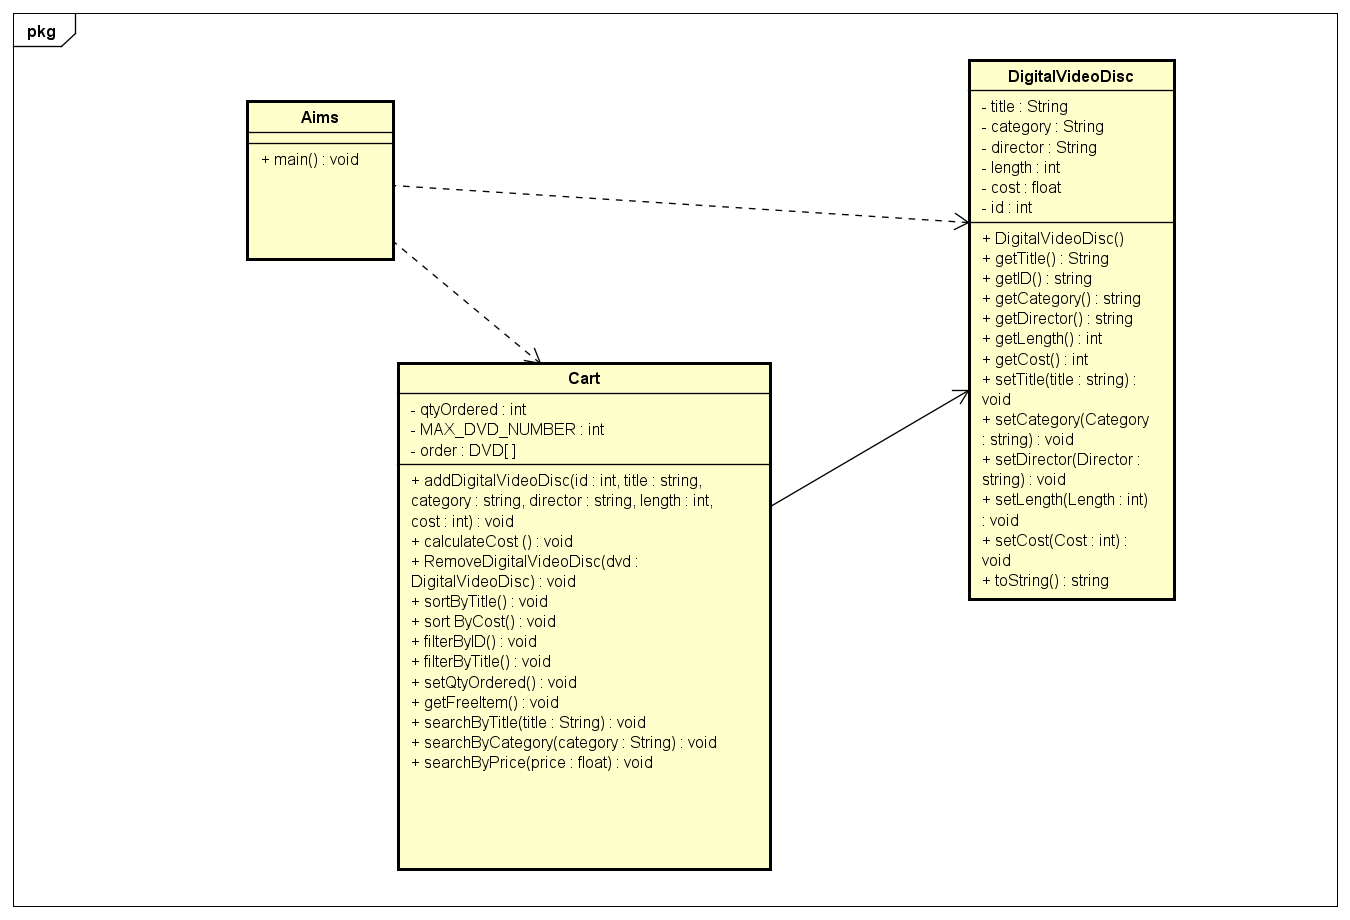 pkg
Aims
+ main() : void
DigitalVideoDisc
- title : String
- category : String
- director : String
- length : int
- cost : float
- id : int
+ DigitalVideoDisc()
+ getTitle() : String
+ getID() : string
+ getCategory() : string
+ getDirector() : string
+ getLength() : int
+ getCost() : int
+ setTitle(title : string) :
void
+ setCategory(Category
: string) : void
+ setDirector(Director :
string) : void
+ setLength(Length : int)
: void
+ setCost(Cost : int) :
void
+ toString() : string
Cart
- qtyOrdered : int
- MAX_DVD_NUMBER : int
- order : DVD[ ]
+ addDigitalVideoDisc(id : int, title : string,
category : string, director : string, length : int,
cost : int) : void
+ calculateCost () : void
+ RemoveDigitalVideoDisc(dvd :
DigitalVideoDisc) : void
+ sortByTitle() : void
+ sort ByCost() : void
+ filterByID() : void
+ filterByTitle() : void
+ setQtyOrdered() : void
+ getFreeItem() : void
+ searchByTitle(title : String) : void
+ searchByCategory(category : String) : void
+ searchByPrice(price : float) : void